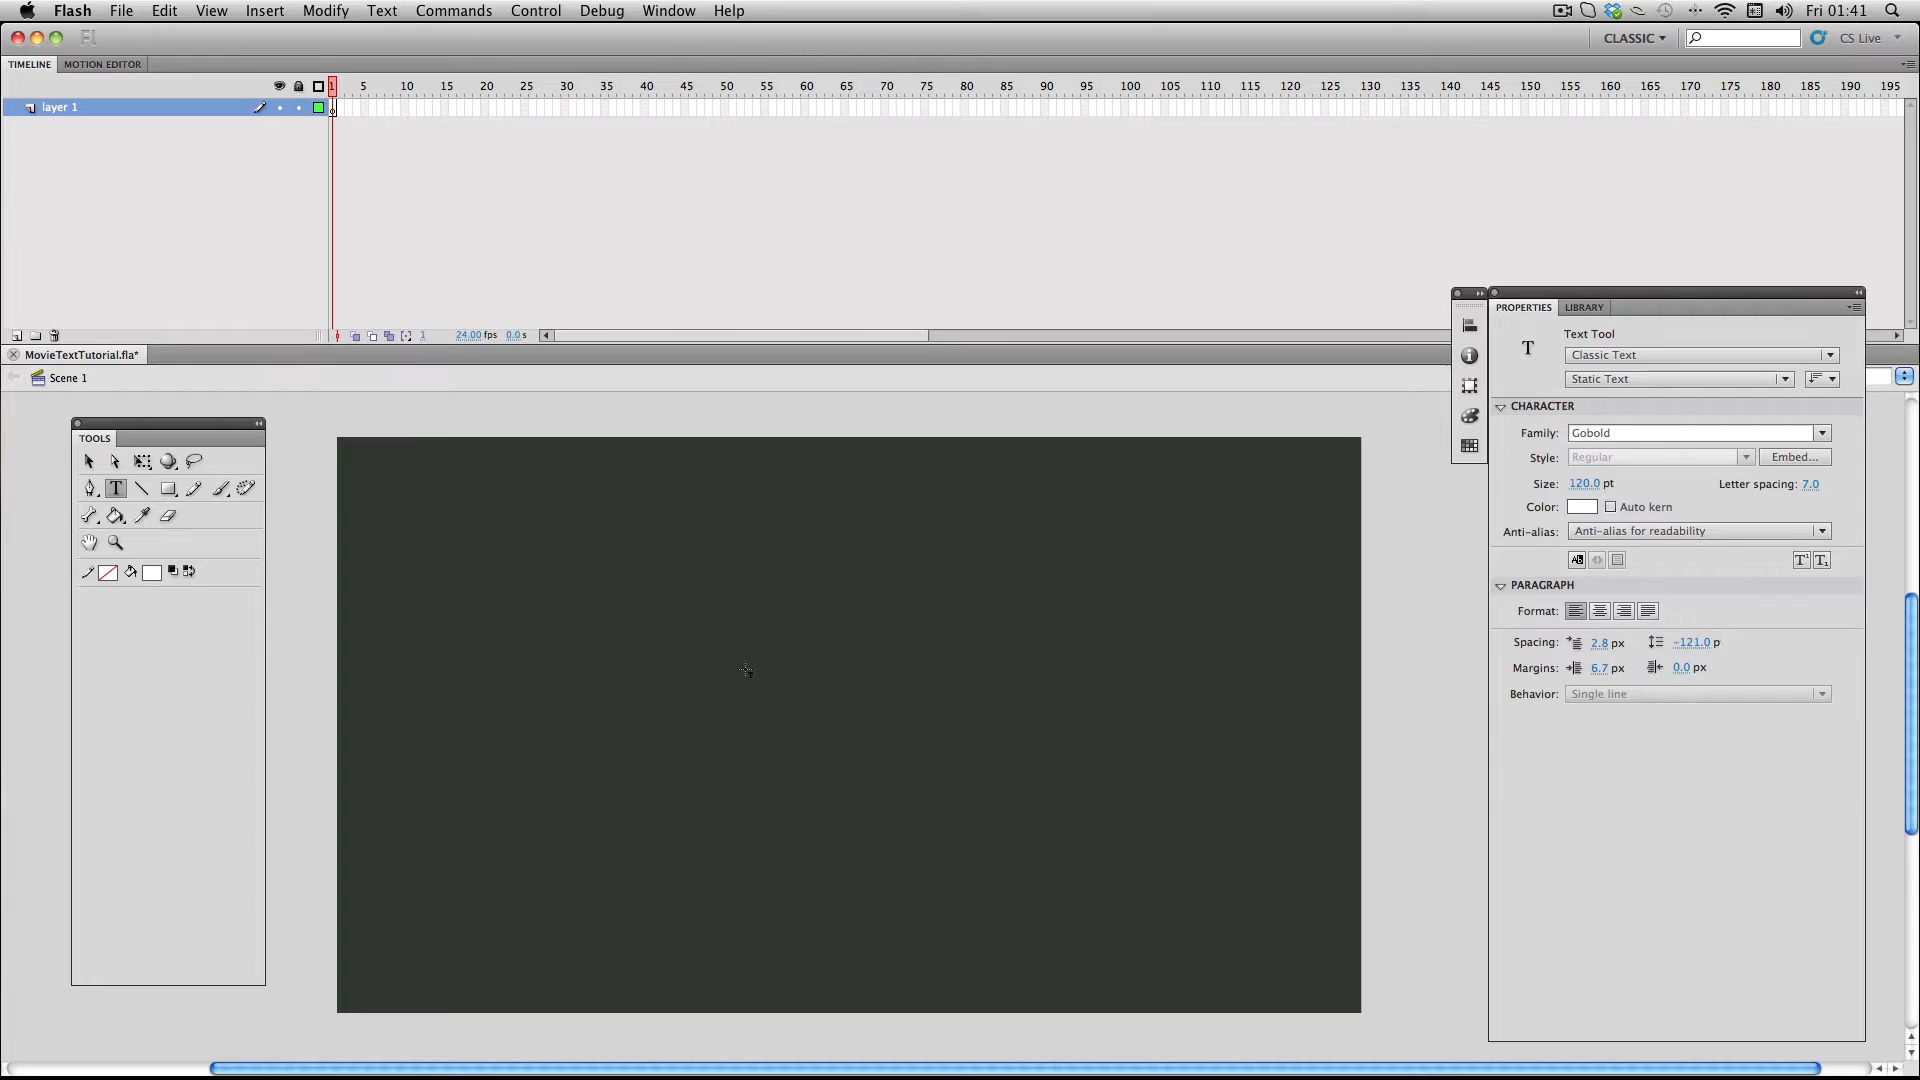 Flash File Edit View Insert Modify Text Commands Control Debug Window Help Fri 01:41
Fl CLASSIC CS Live
TIMELINE MOTION EDITOR
1 5 10 15 20 25 30 35 40 45 50 55 60 65 70 75 80 85 90 95 100 105 110 115 120 125 130 135 140 145 150 155 160 165 170 175 180 185 190 195
layer 1
1 24.00 fps 0.0 s
MovieTextTutorial.fla*
Scene 1
TOOLS
T
PROPERTIES LIBRARY
Text Tool
T
Classic Text
Static Text
CHARACTER
Family: Gobold
Style: Regular Embed...
Size: 120.0 pt Letter spacing: 7.0
Color: Auto kern
Anti-alias: Anti-alias for readability
PARAGRAPH
Format:
Spacing: 2.8 px -121.0 p
Margins: 6.7 px 0.0 px
Behavior: Single line